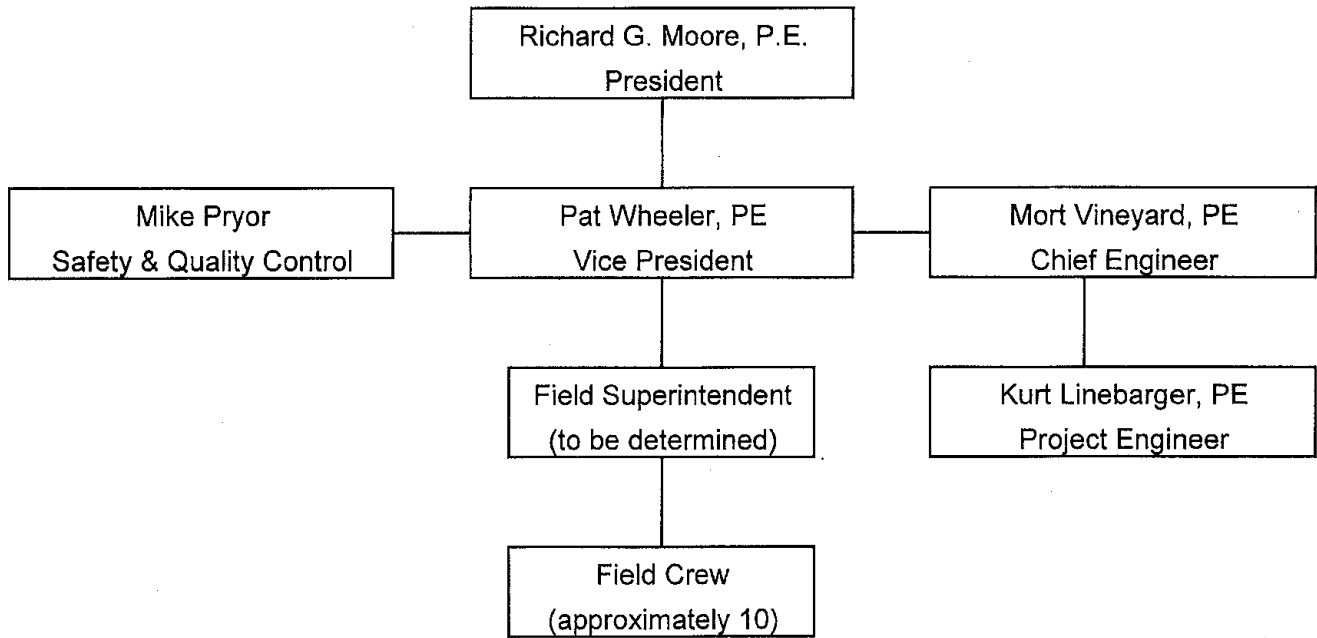 Richard G. Moore, P.E.
President
Mike Pryor
Safety & Quality Control
Pat Wheeler, PE
Vice President
Mort Vineyard, PE
Chief Engineer
Field Superintendent
(to be determined)
Kurt Linebarger, PE
Project Engineer
Field Crew
(approximately 10)